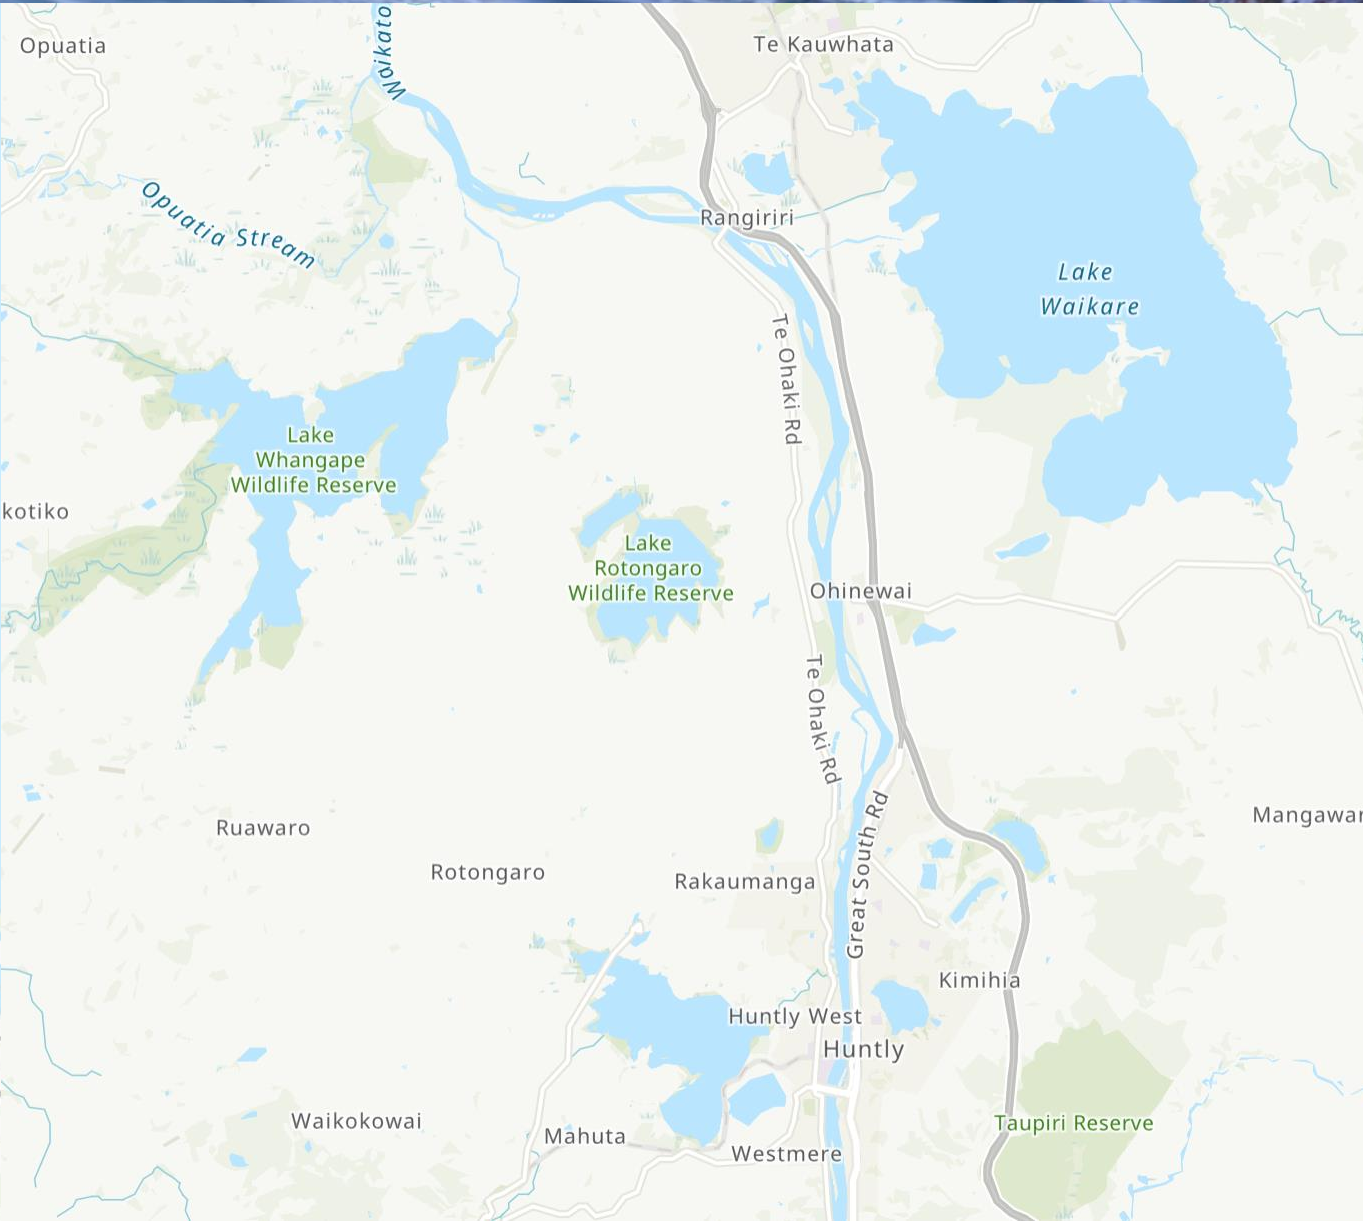 Opuatia
Waikato
Te Kauwhata
Opuatia Stream
Rangiriri
Lake
Waikare
Te Ohaki Rd
Lake
Whangape
Wildlife Reserve
kotiko
Lake
Rotongaro
Wildlife Reserve
Ohinewai
Te Ohaki Rd
Great South Rd
Ruawaro
Mangawar
Rotongaro
Rakaumanga
Kimihia
Huntly West
Huntly
Waikokowai
Mahuta
Taupiri Reserve
Westmere